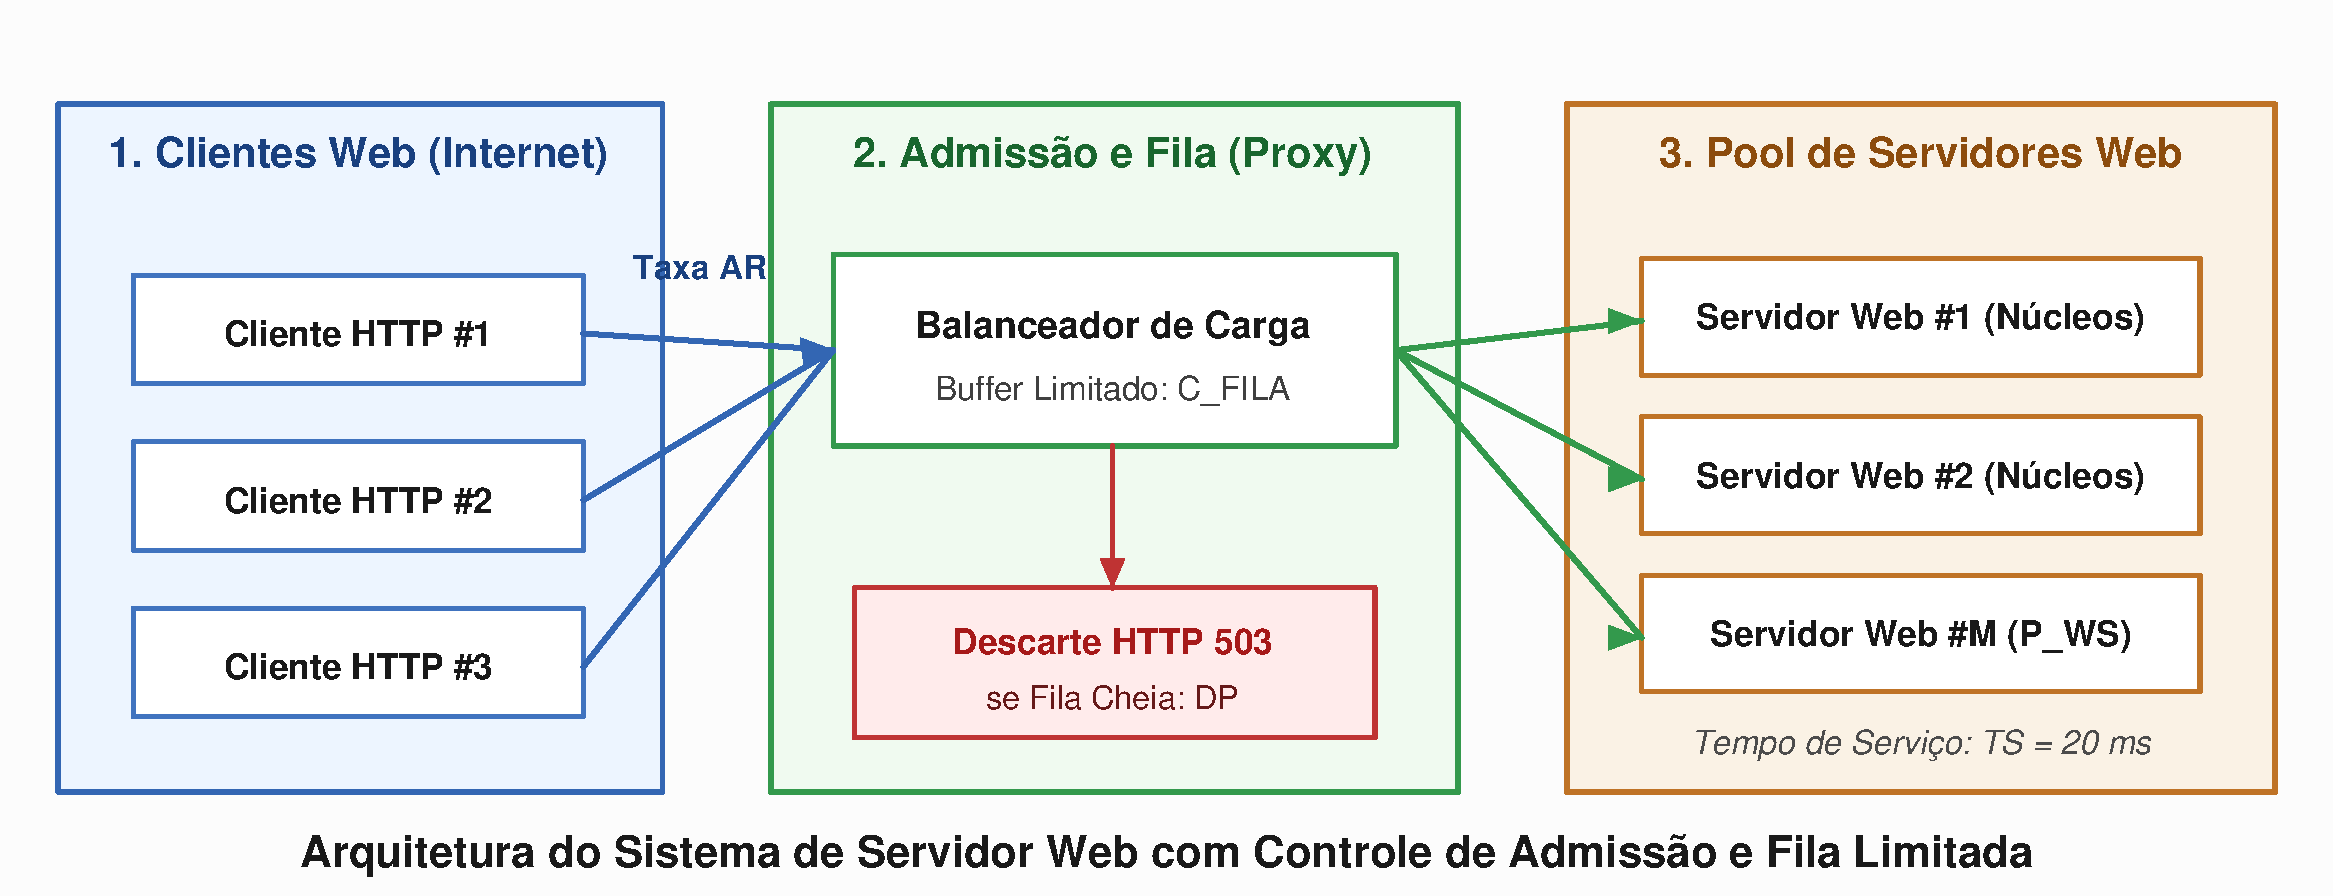 1. Clientes Web (Internet)
Cliente HTTP #1
Cliente HTTP #2
Cliente HTTP #3
Taxa AR
2. Admissão e Fila (Proxy)
Balanceador de Carga
Buffer Limitado: C_FILA
Descarte HTTP 503
se Fila Cheia: DP
3. Pool de Servidores Web
Servidor Web #1 (Núcleos)
Servidor Web #2 (Núcleos)
Servidor Web #M (P_WS)
Tempo de Serviço: TS = 20 ms
Arquitetura do Sistema de Servidor Web com Controle de Admissão e Fila Limitada